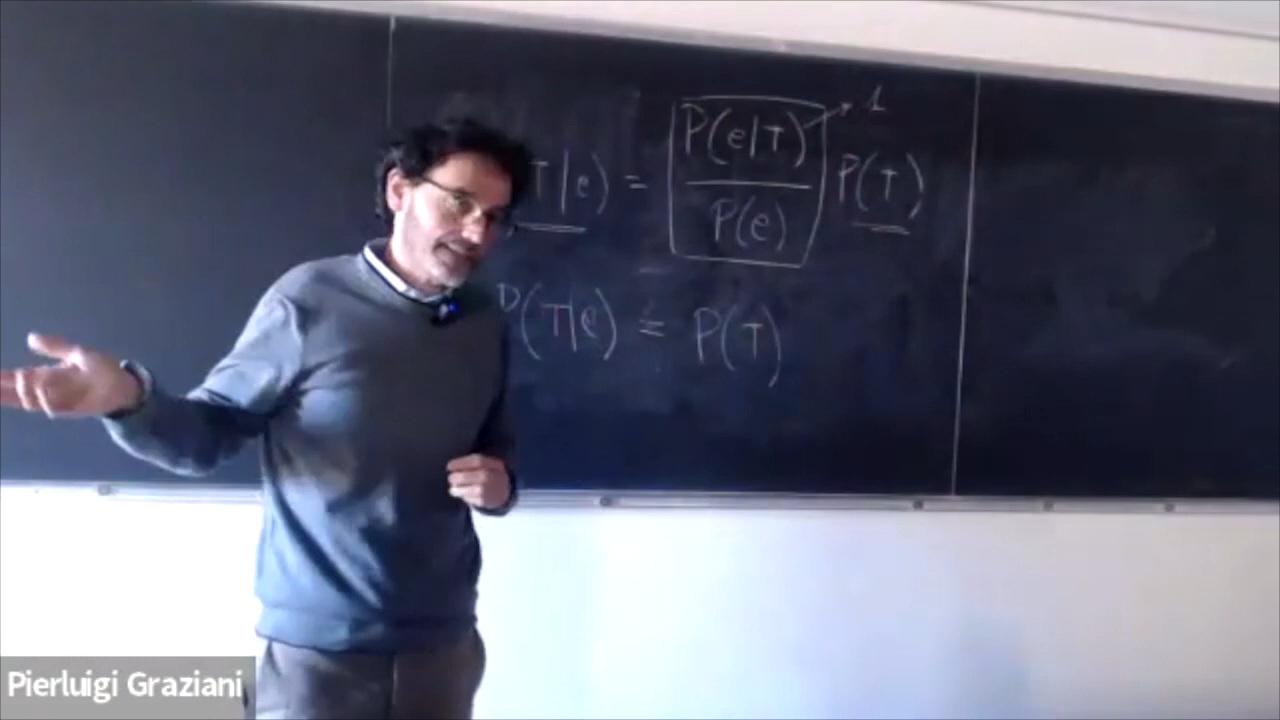 T|e) = P(e|T) / P(e) P(T) → 1
P(T|e) = P(T)
Pierluigi Graziani